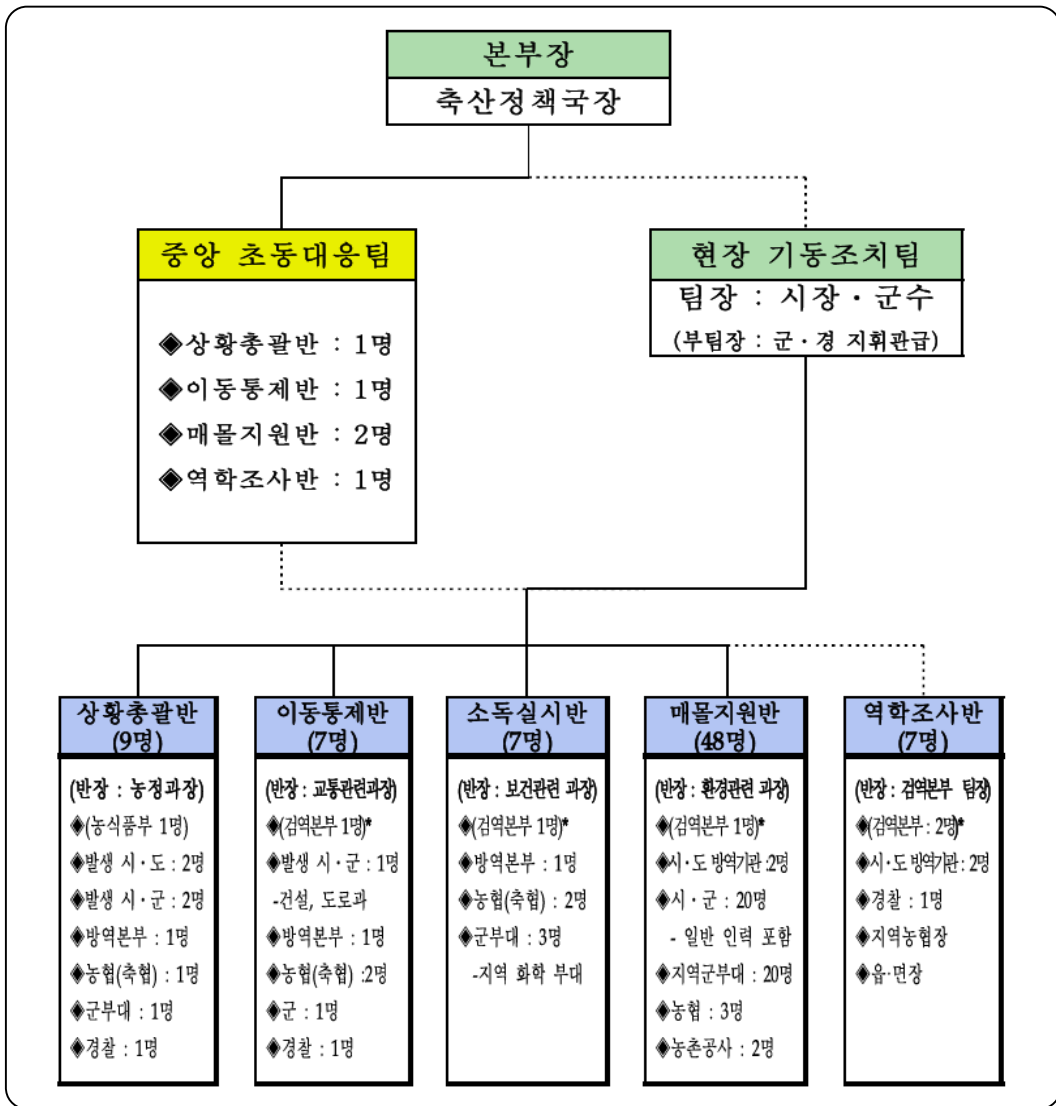 본부장
축산정책국장
중앙 초동대응팀
◈상황총괄반 : 1명
◈이동통제반 : 1명
◈매몰지원반 : 2명
◈역학조사반 : 1명
현장 기동조치팀
팀장 : 시장·군수
(부팀장 : 군·경 지휘관급)
상황총괄반
(9명)
(반장 : 농정과장)
◈(농식품부 1명)
◈발생 시·도 : 2명
◈발생 시·군 : 2명
◈방역본부 : 1명
◈농협(축협) : 1명
◈군부대 : 1명
◈경찰 : 1명
이동통제반
(7명)
(반장 : 교통관련과장)
◈(검역본부 1명)*
◈발생 시·군 : 1명
-건설, 도로과
◈방역본부 : 1명
◈농협(축협) :2명
◈군 : 1명
◈경찰 : 1명
소독실시반
(7명)
(반장 : 보건관련 과장)
◈(검역본부 1명)*
◈방역본부 : 1명
◈농협(축협) : 2명
◈군부대 : 3명
-지역 화학 부대
매몰지원반
(48명)
(반장 : 환경관련 과장)
◈(검역본부 1명)*
◈시·도 방역기관 :2명
◈시·군 : 20명
- 일반 인력 포함
◈지역군부대 : 20명
◈농협 : 3명
◈농촌공사 : 2명
역학조사반
(7명)
(반장 : 검역본부 팀장)
◈(검역본부 : 2명)*
◈시·도 방역기관 : 2명
◈경찰 : 1명
◈지역농협장
◈읍·면장